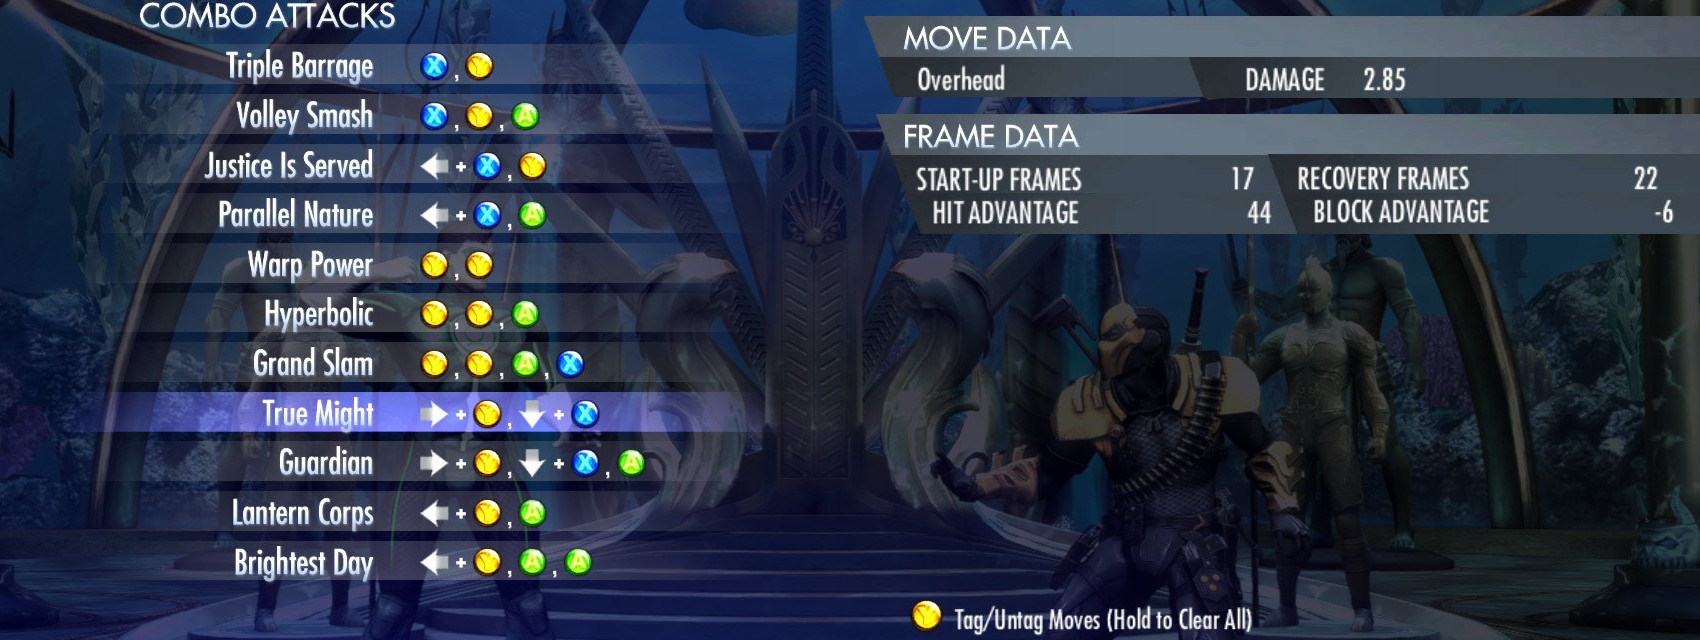 COMBO ATTACKS
Triple Barrage X , Y
Volley Smash X , Y , A
Justice Is Served + X , Y
Parallel Nature + X , A
Warp Power Y , Y
Hyperbolic Y , Y , A
Grand Slam Y , Y , A , X
True Might + Y , + X
Guardian + Y , + X , A
Lantern Corps + Y , A
Brightest Day + Y , A , A
MOVE DATA
Overhead DAMAGE 2.85
FRAME DATA
START-UP FRAMES 17 RECOVERY FRAMES 22
HIT ADVANTAGE 44 BLOCK ADVANTAGE -6
Y Tag/Untag Moves (Hold to Clear All)